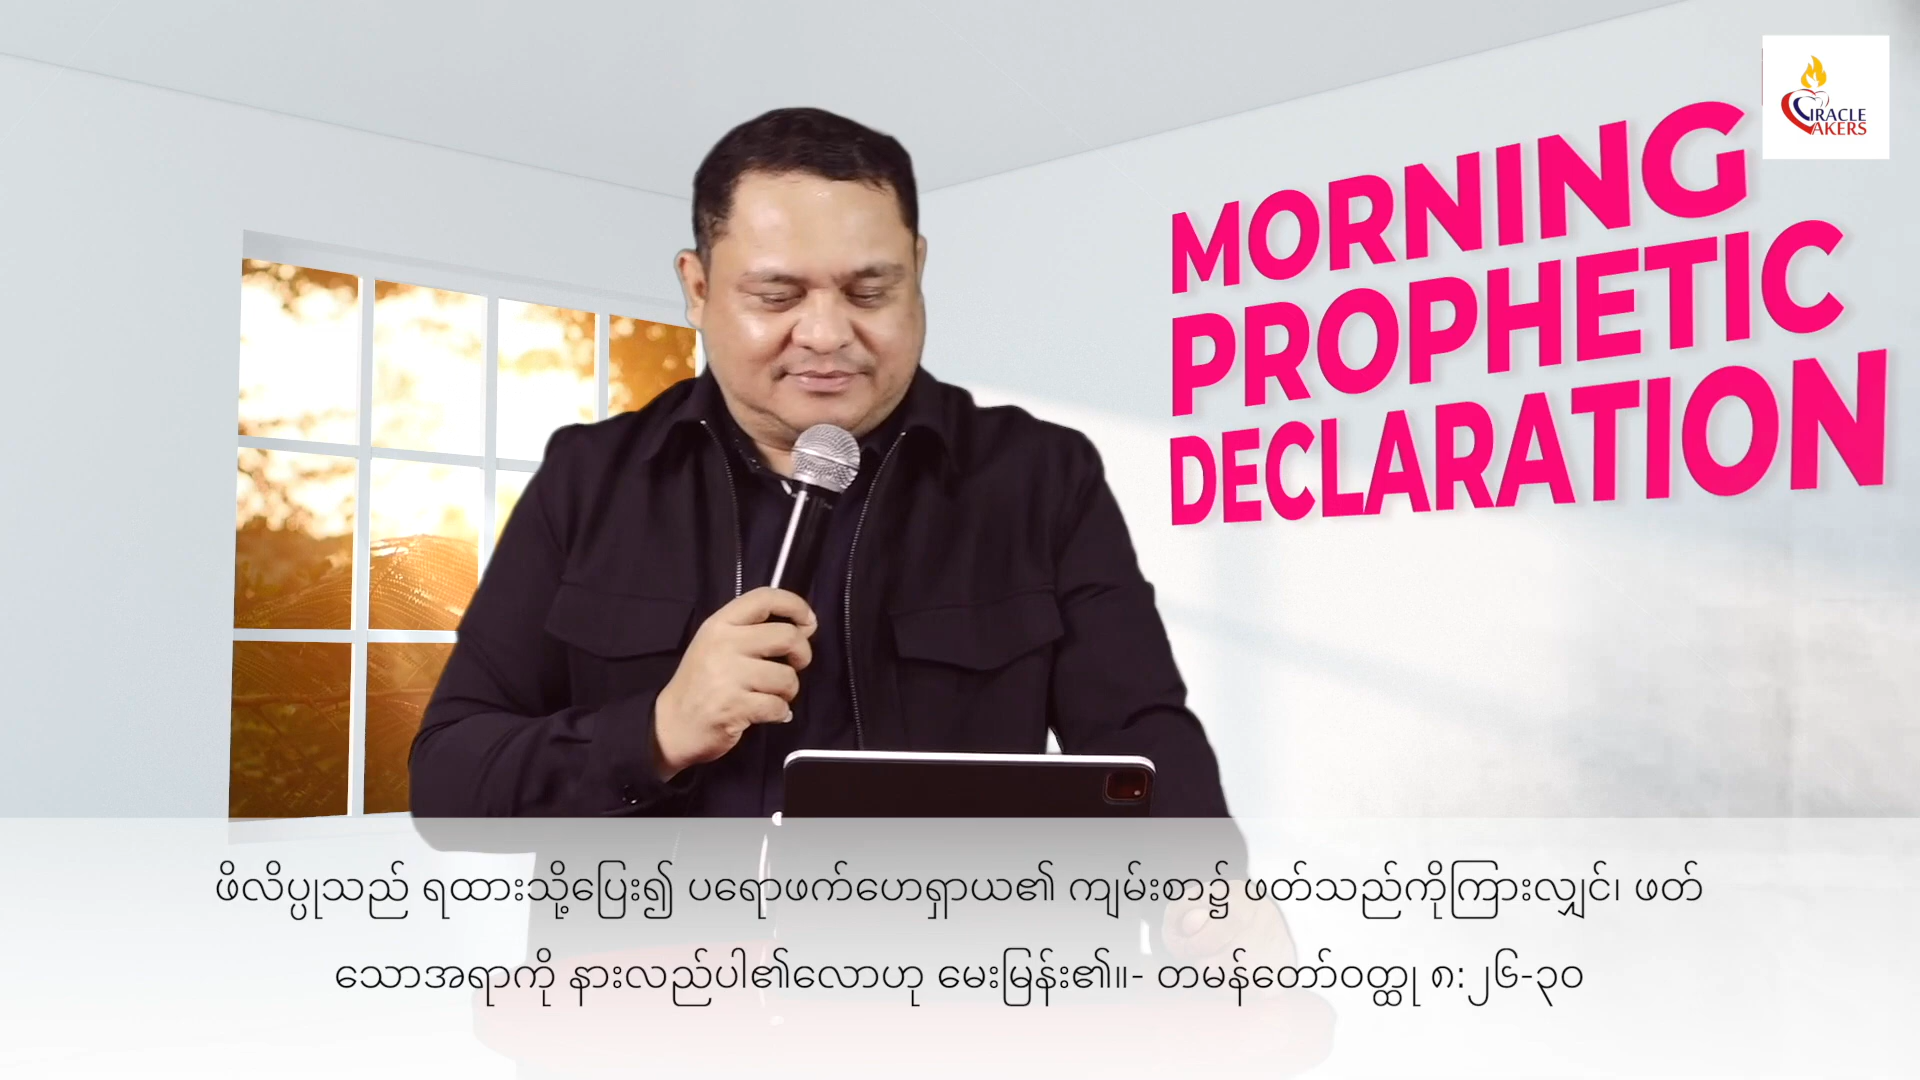 MORNING
PROPHETIC
DECLARATION
IRACLE
AKERS
ဖိလိပ္ပုသည် ရထားသို့ပြေး၍ ပရောဖက်ဟေရှာယ၏ ကျမ်းစာ၌ ဖတ်သည်ကိုကြားလျှင်၊ ဖတ်
သောအရာကို နားလည်ပါ၏လောဟု မေးမြန်း၏။- တမန်တော်ဝတ္ထု ၈:၂၆-၃၀